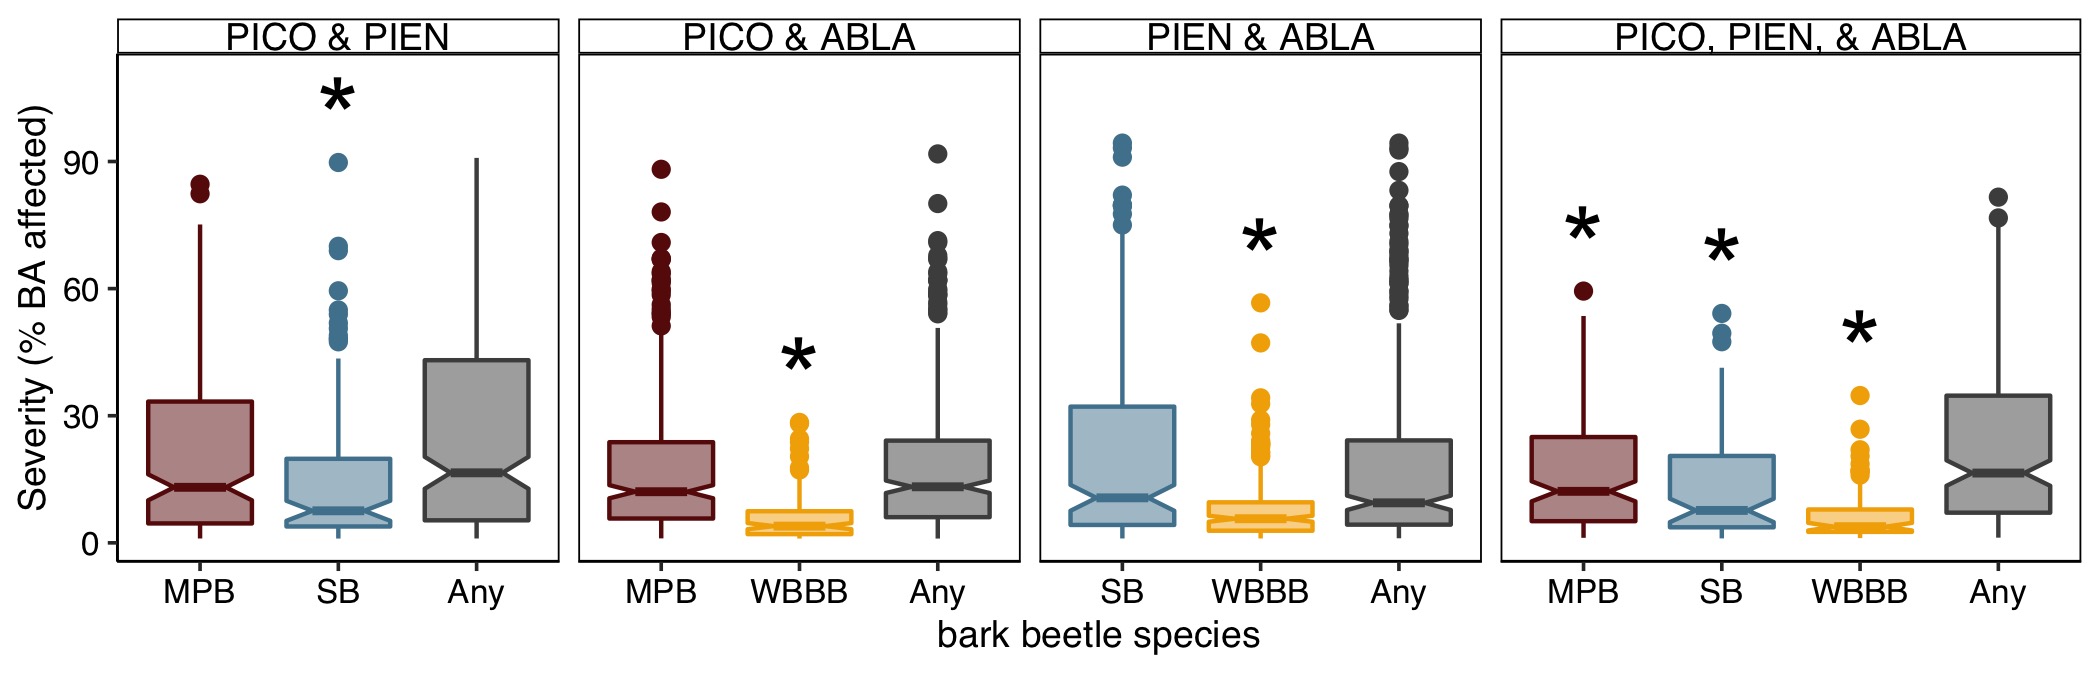 PICO & PIEN
PICO & ABLA
PIEN & ABLA
PICO, PIEN, & ABLA
Severity (% BA affected)
90
60
30
0
*
*
*
*
*
*
MPB SB Any
MPB WBBB Any
SB WBBB Any
MPB SB WBBB Any
bark beetle species